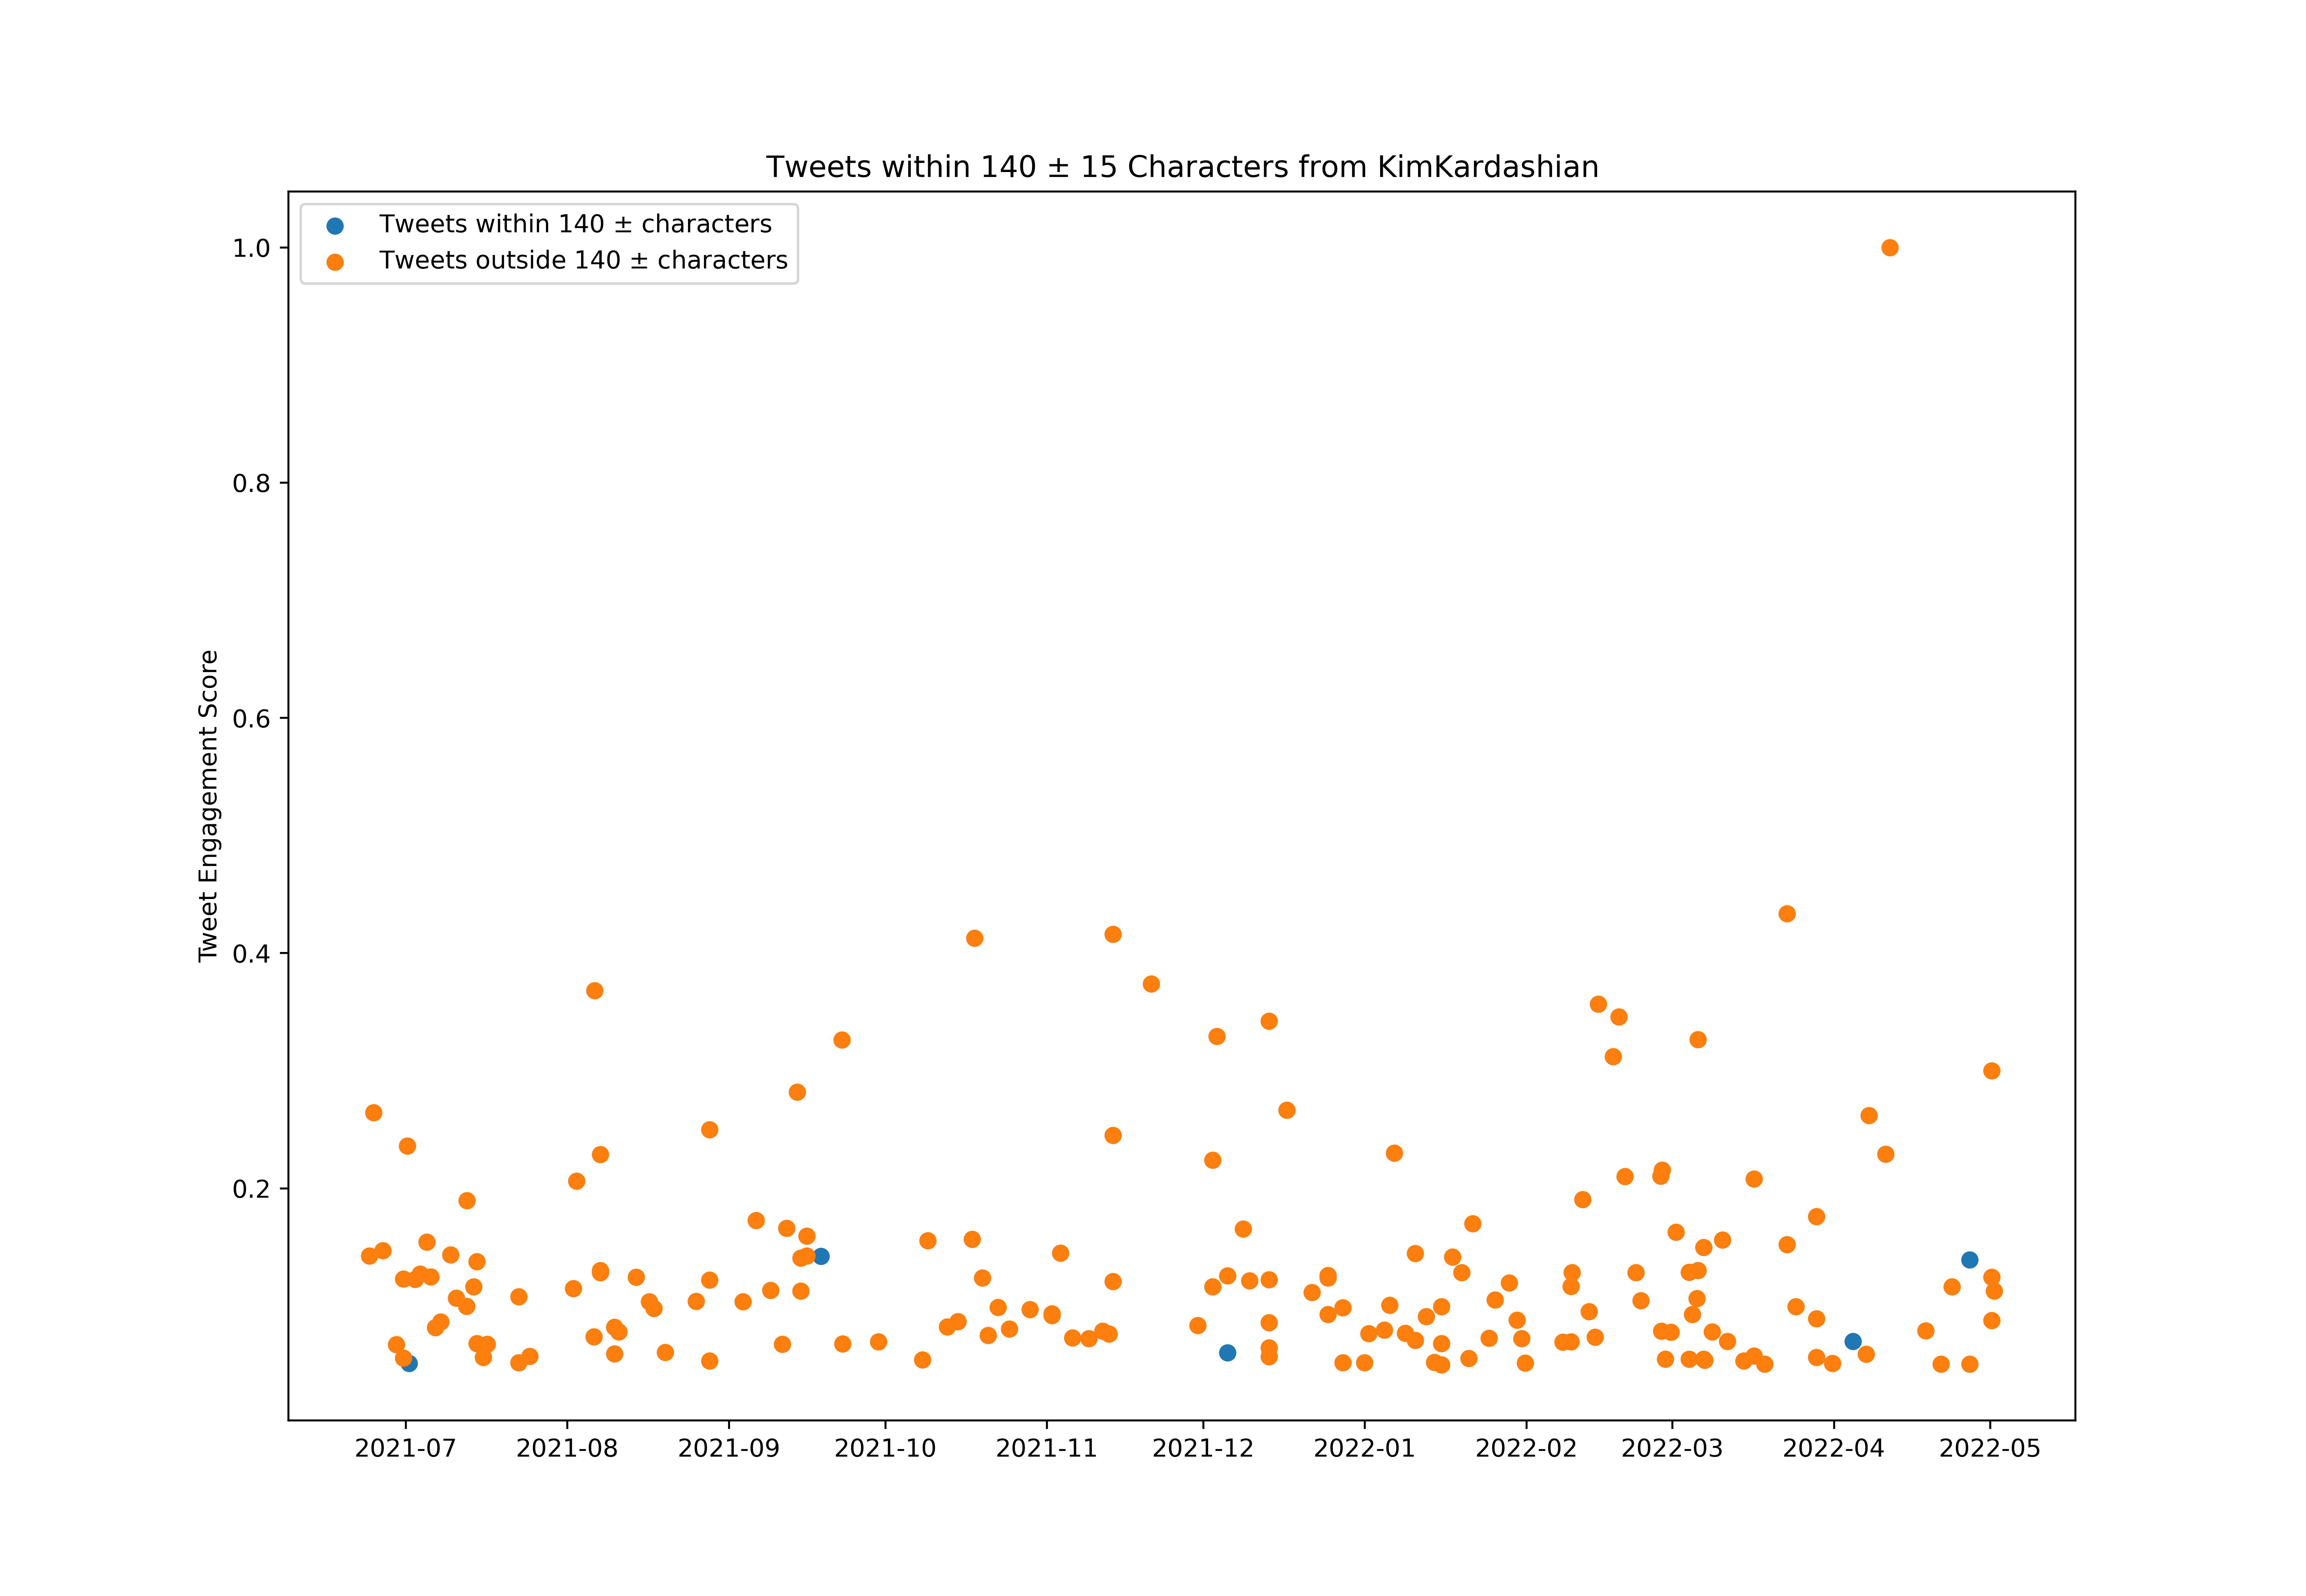 Tweets within 140 ± 15 Characters from KimKardashian
Tweets within 140 ± characters
Tweets outside 140 ± characters
1.0
0.8
0.6
0.4
0.2
Tweet Engagement Score
2021-07 2021-08 2021-09 2021-10 2021-11 2021-12 2022-01 2022-02 2022-03 2022-04 2022-05